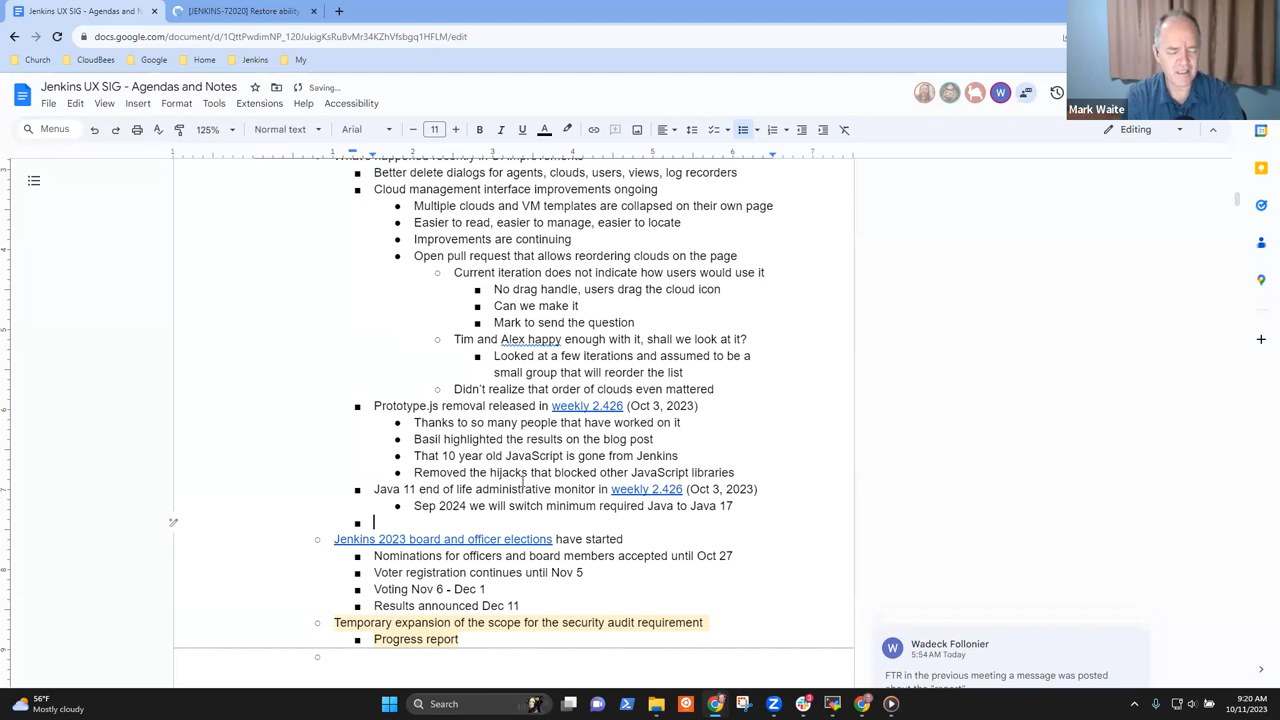 Jenkins UX SIG - Agendas and N
[JENKINS-72020] Restore ability
docs.google.com/document/d/1QttPwdimNP_120JukigKsRuBvMr34KZhVfsbgq1HFLM/edit
Church
CloudBees
Google
Home
Jenkins
My
Mark Waite
Jenkins UX SIG - Agendas and Notes
Saving...
File
Edit
View
Insert
Format
Tools
Extensions
Help
Accessibility
W
Menus
125%
Normal text
Arial
11
Editing
1 1 2 3 4 5 6 7
Better delete dialogs for agents, clouds, users, views, log recorders
Cloud management interface improvements ongoing
Multiple clouds and VM templates are collapsed on their own page
Easier to read, easier to manage, easier to locate
Improvements are continuing
Open pull request that allows reordering clouds on the page
Current iteration does not indicate how users would use it
No drag handle, users drag the cloud icon
Can we make it
Mark to send the question
Tim and Alex happy enough with it, shall we look at it?
Looked at a few iterations and assumed to be a
small group that will reorder the list
Didn't realize that order of clouds even mattered
Prototype.js removal released in weekly 2.426 (Oct 3, 2023)
Thanks to so many people that have worked on it
Basil highlighted the results on the blog post
That 10 year old JavaScript is gone from Jenkins
Removed the hijacks that blocked other JavaScript libraries
Java 11 end of life administrative monitor in weekly 2.426 (Oct 3, 2023)
Sep 2024 we will switch minimum required Java to Java 17
Jenkins 2023 board and officer elections have started
Nominations for officers and board members accepted until Oct 27
Voter registration continues until Nov 5
Voting Nov 6 - Dec 1
Results announced Dec 11
Temporary expansion of the scope for the security audit requirement
Progress report
W
Wadeck Follonier
5:54 AM Today
FTR in the previous meeting a message was posted
about the "report"
56°F
Mostly cloudy
Search
9:20 AM
10/11/2023